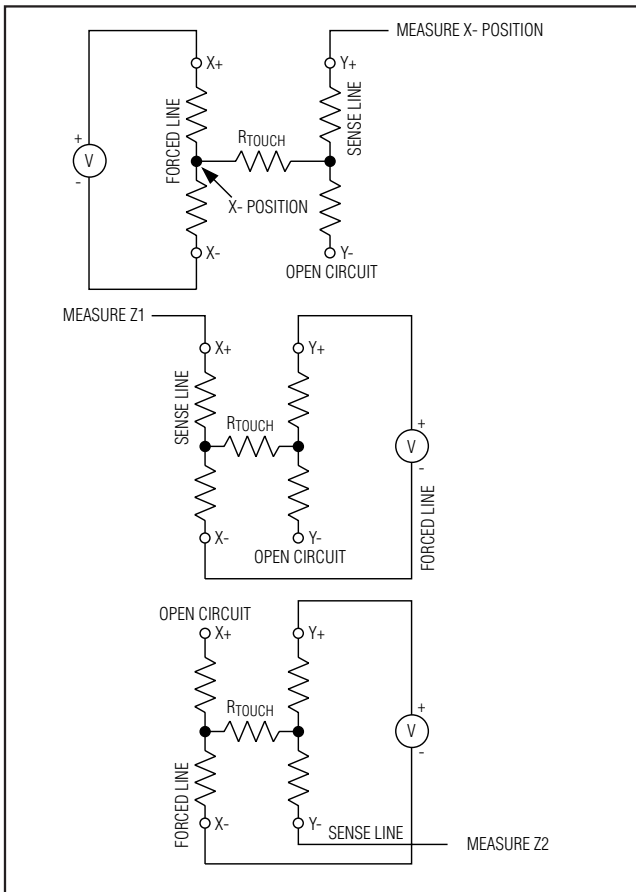 MEASURE X- POSITION
X+
Y+
FORCED LINE
SENSE LINE
RTOUCH
+
V
-
X- POSITION
X-
Y-
OPEN CIRCUIT
MEASURE Z1
X+
Y+
SENSE LINE
RTOUCH
+
V
-
FORCED LINE
X-
Y-
OPEN CIRCUIT
OPEN CIRCUIT
X+
Y+
RTOUCH
+
V
-
FORCED LINE
X-
Y-
SENSE LINE
MEASURE Z2